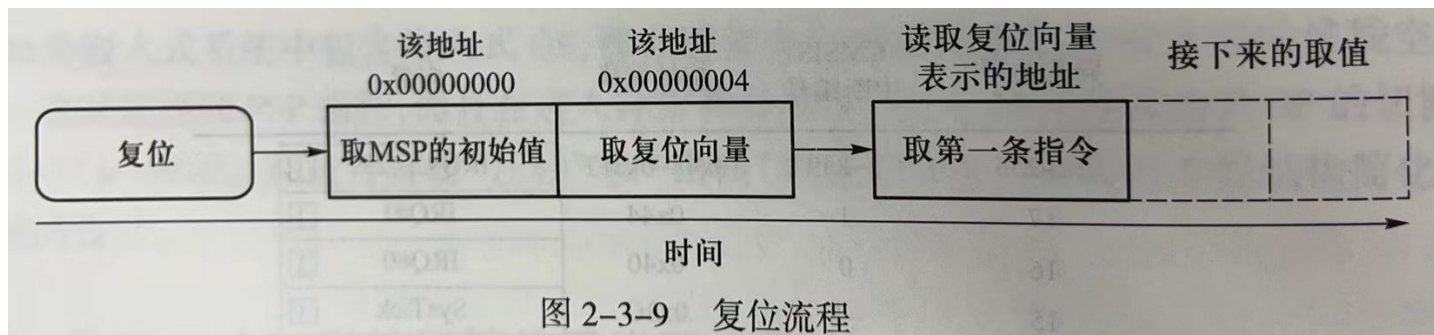 该地址
0x00000000
该地址
0x00000004
读取复位向量
表示的地址
接下来的取值
复位
取MSP的初始值
取复位向量
取第一条指令
时间
图 2-3-9 复位流程